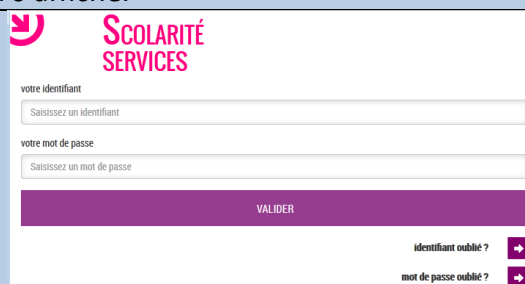 SCOLARITÉ
SERVICES
votre identifiant
Saisissez un identifiant
votre mot de passe
Saisissez un mot de passe
VALIDER
identifiant oublié ?
mot de passe oublié ?